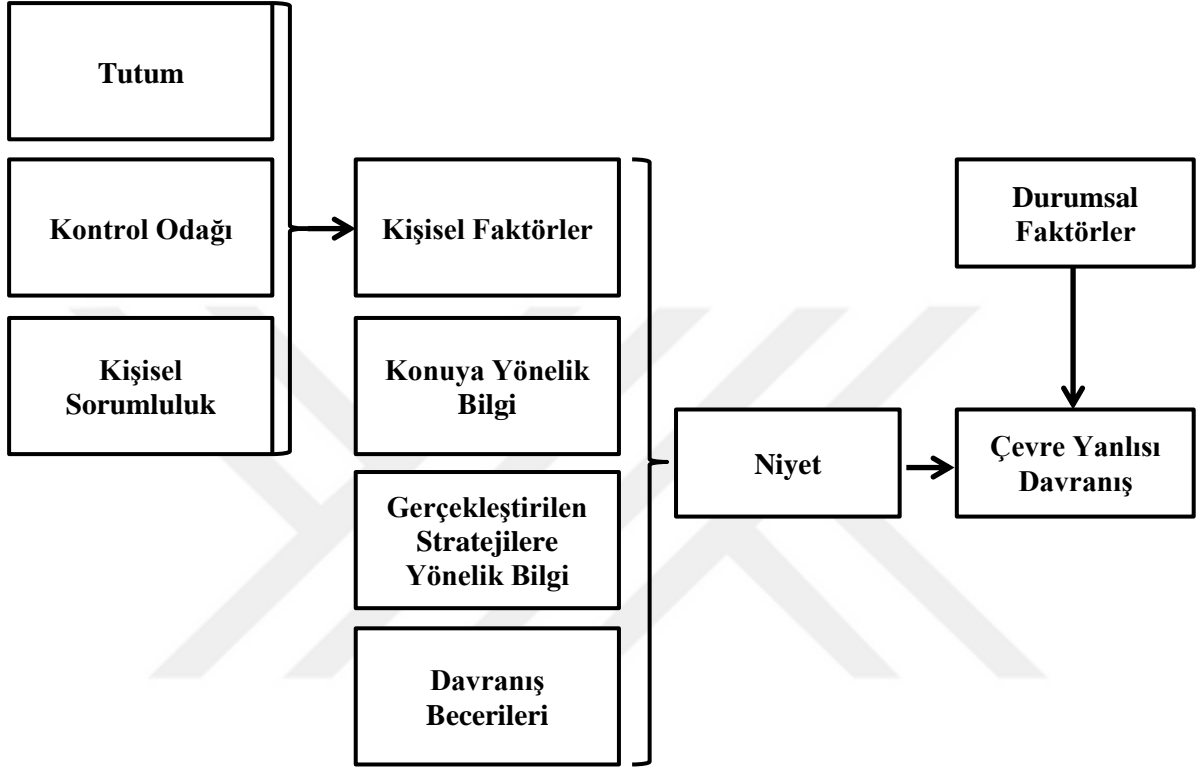 Tutum
Kontrol Odağı
Kişisel
Sorumluluk
Kişisel Faktörler
Konuya Yönelik
Bilgi
Gerçekleştirilen
Stratejilere
Yönelik Bilgi
Davranış
Becerileri
Niyet
Durumsal
Faktörler
Çevre Yanlısı
Davranış